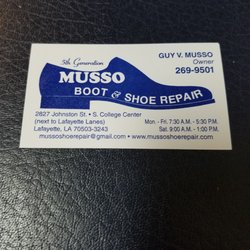 5th Generation
MUSSO
BOOT & SHOE REPAIR
GUY V. MUSSO
Owner
269-9501
2827 Johnston St. • S. College Center
(next to Lafayette Lanes)
Lafayette, LA 70503-3243
Mon. - Fri. 7:30 A.M. - 5:30 P.M.
Sat. 9:00 A.M. - 1:00 P.M.
mussoshoerepair@gmail.com • www.mussoshoerepair.com